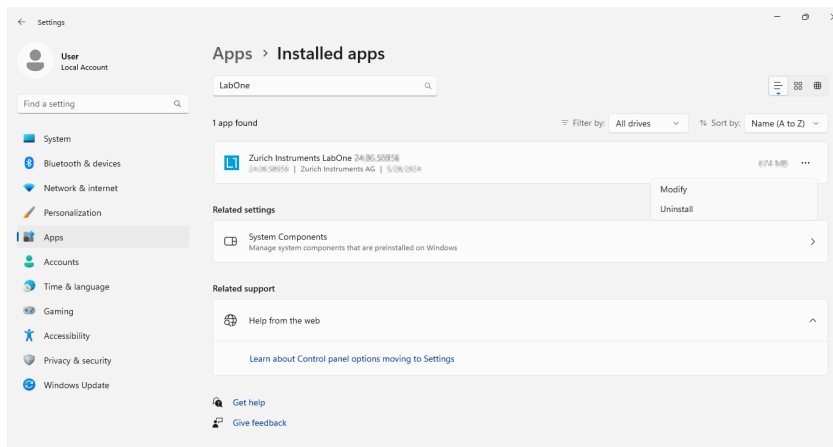 Settings
User
Local Account
Find a setting
System
Bluetooth & devices
Network & internet
Personalization
Apps
Accounts
Time & language
Gaming
Accessibility
Privacy & security
Windows Update
Apps > Installed apps
LabOne
1 app found
Filter by: All drives
Sort by: Name (A to Z)
Zurich Instruments LabOne
| Zurich Instruments AG |
Modify
Uninstall
Related settings
System Components
Manage system components that are preinstalled on Windows
Related support
Help from the web
Learn about Control panel options moving to Settings
Get help
Give feedback